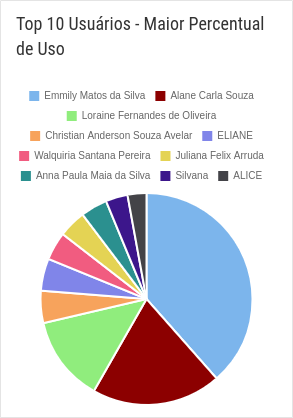 Top 10 Usuários - Maior Percentual
de Uso
Emmily Matos da Silva Alane Carla Souza
Loraine Fernandes de Oliveira
Christian Anderson Souza Avelar ELIANE
Walquiria Santana Pereira Juliana Felix Arruda
Anna Paula Maia da Silva Silvana ALICE